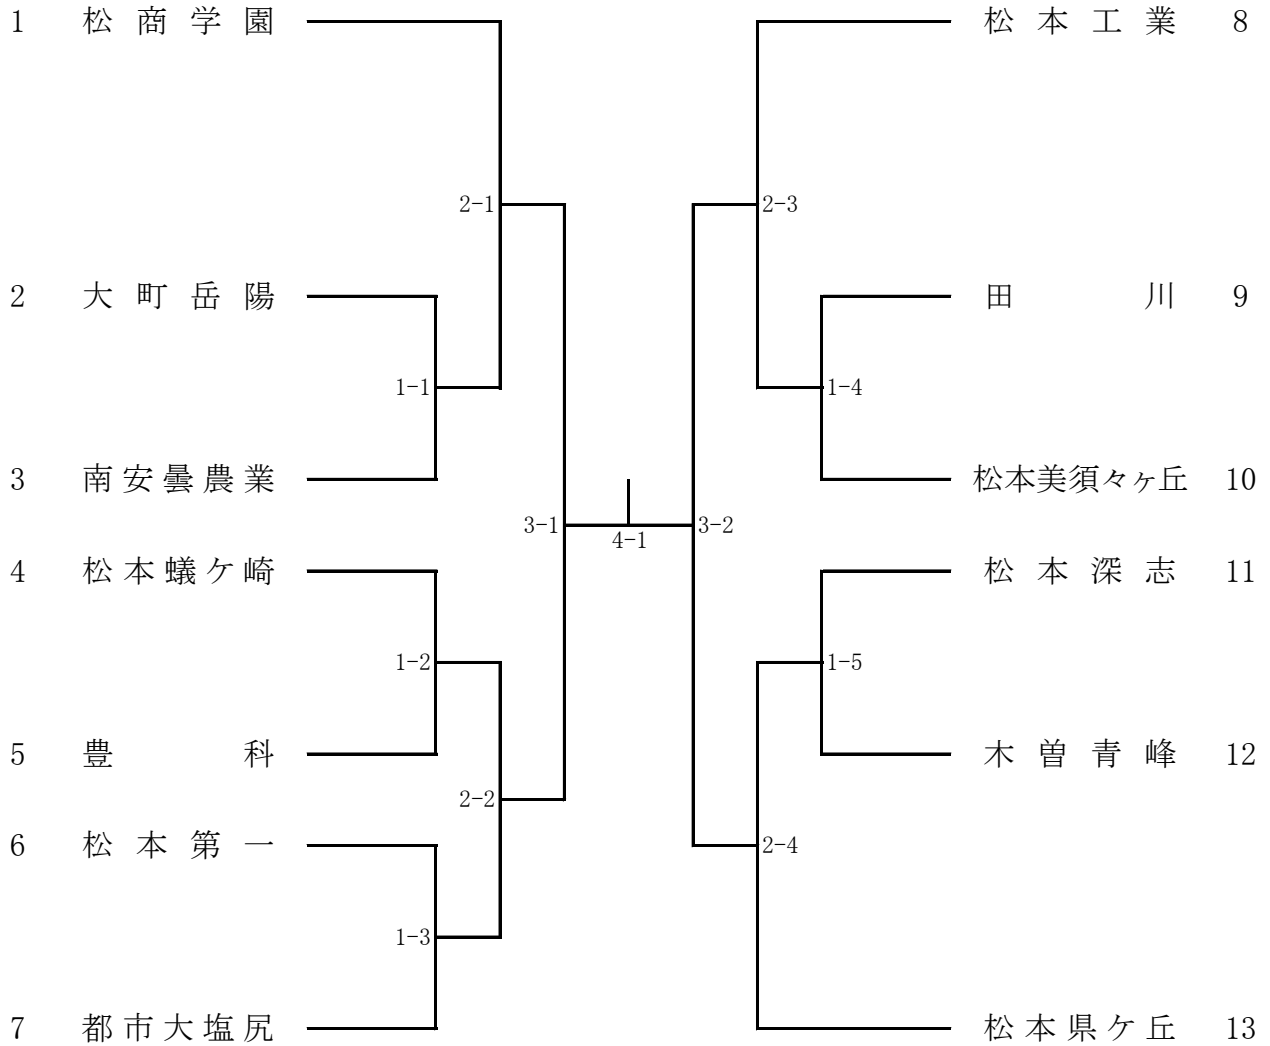 1 松商学園
松本工業 8
2-1
2-3
2 大町岳陽
田川 9
1-1
1-4
3 南安曇農業
松本美須々ヶ丘 10
3-1
4-1
3-2
4 松本蟻ケ崎
松本深志 11
1-2
1-5
5 豊科
木曽青峰 12
2-2
6 松本第一
2-4
1-3
7 都市大塩尻
松本県ケ丘 13